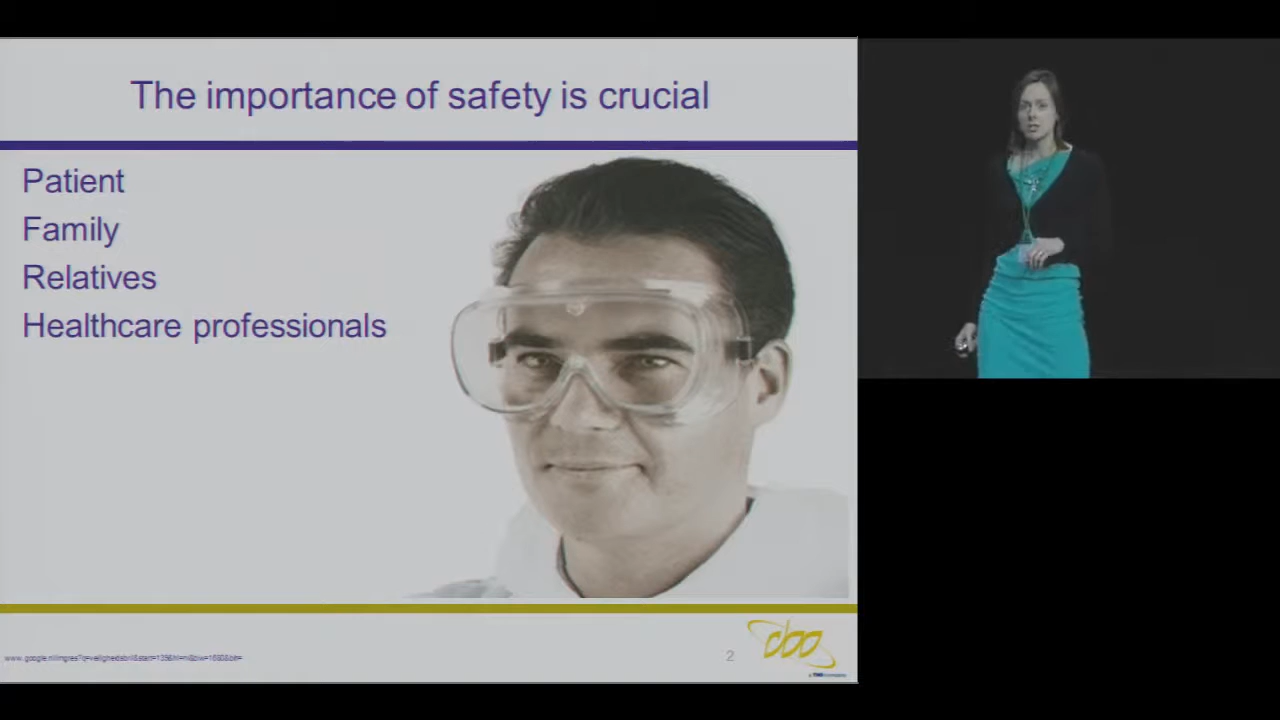 The importance of safety is crucial
Patient
Family
Relatives
Healthcare professionals
2